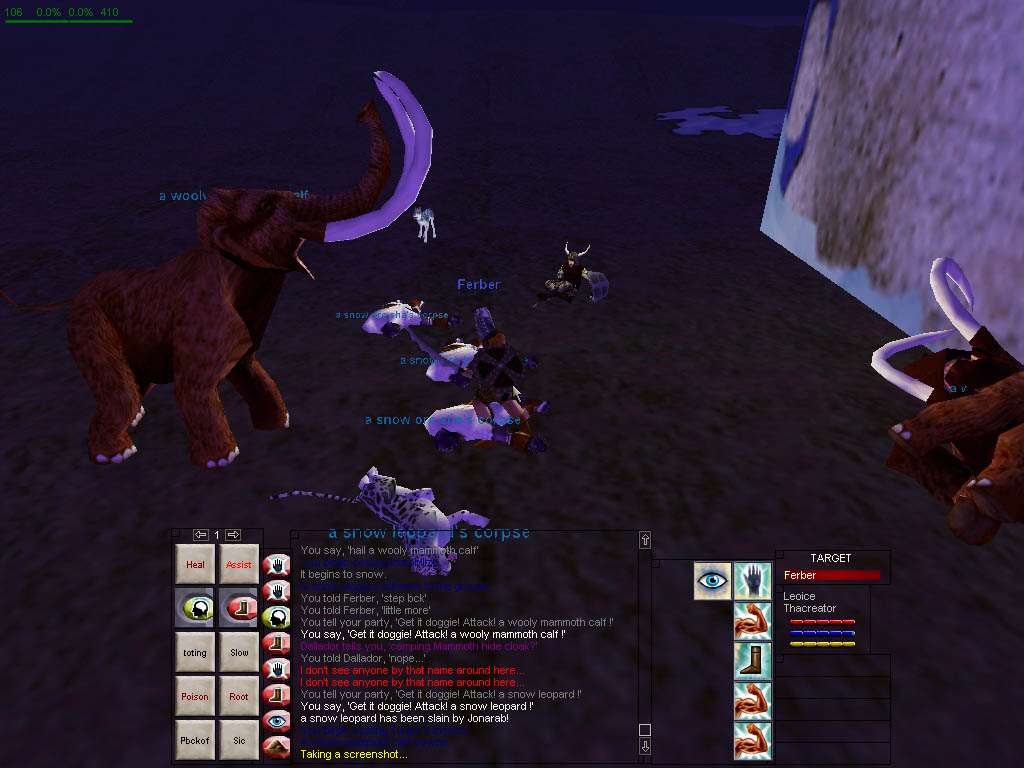 106 0.0% 0.0% 410
a wooly
Ferber
a snow corpse
a snow
a snow corpse
a snow leopard's corpse
1
Heal Assist
toting Slow
Poison Root
Pbckof Sic
You say, 'hail a wooly mammoth calf'
It begins to snow.
You told Ferber, 'step bck'
You told Ferber, 'little more'
You tell your party, 'Get it doggie! Attack! a wooly mammoth calf !'
You say, 'Get it doggie! Attack! a wooly mammoth calf !'
Dallador tells you, 'camping Mammoth hide cloak?'
You told Dallador, 'nope...'
I don't see anyone by that name around here...
I don't see anyone by that name around here...
You tell your party, 'Get it doggie! Attack! a snow leopard !'
You say, 'Get it doggie! Attack! a snow leopard !'
a snow leopard has been slain by Jonarab!
Taking a screenshot...
TARGET
Ferber
Leoice
Thacreator